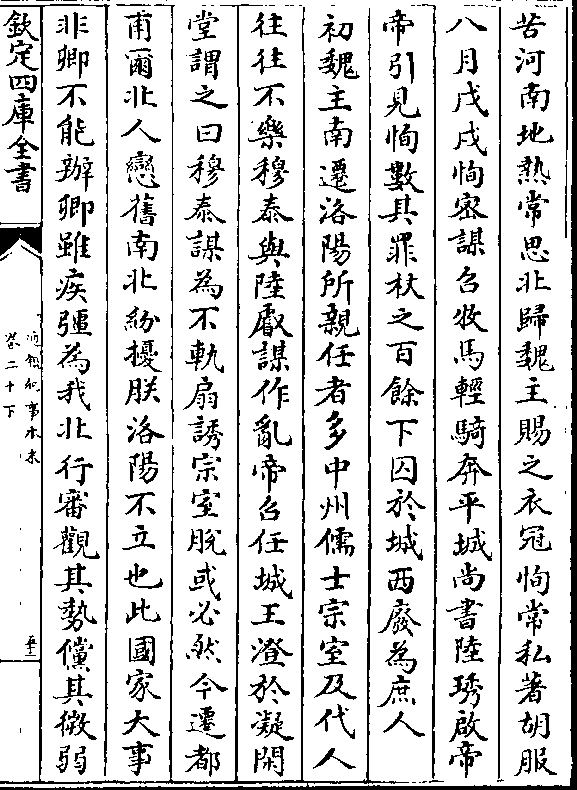 苦河南地熱常思北歸魏主賜之衣冠恂常私著胡服
八月戊戌恂密謀召牧馬輕騎奔平城尚書陸琇啟帝
帝引見恂數其罪杖之百餘下囚於城西廢為庶人
初魏主南遷洛陽所親任者多中州儒士宗室及代人
往往不樂穆泰與陸叡謀作亂帝召任城王澄於凝閑
堂謂之曰穆泰謀為不軌扇誘宗室脫或必然今遷都
甫爾北人戀舊南北紛擾朕洛陽不立也此國家大事
非卿不能辦卿雖疾彊為我北行審觀其勢儻其微弱
欽定四庫全書
通鑑紀事本末
卷二十下